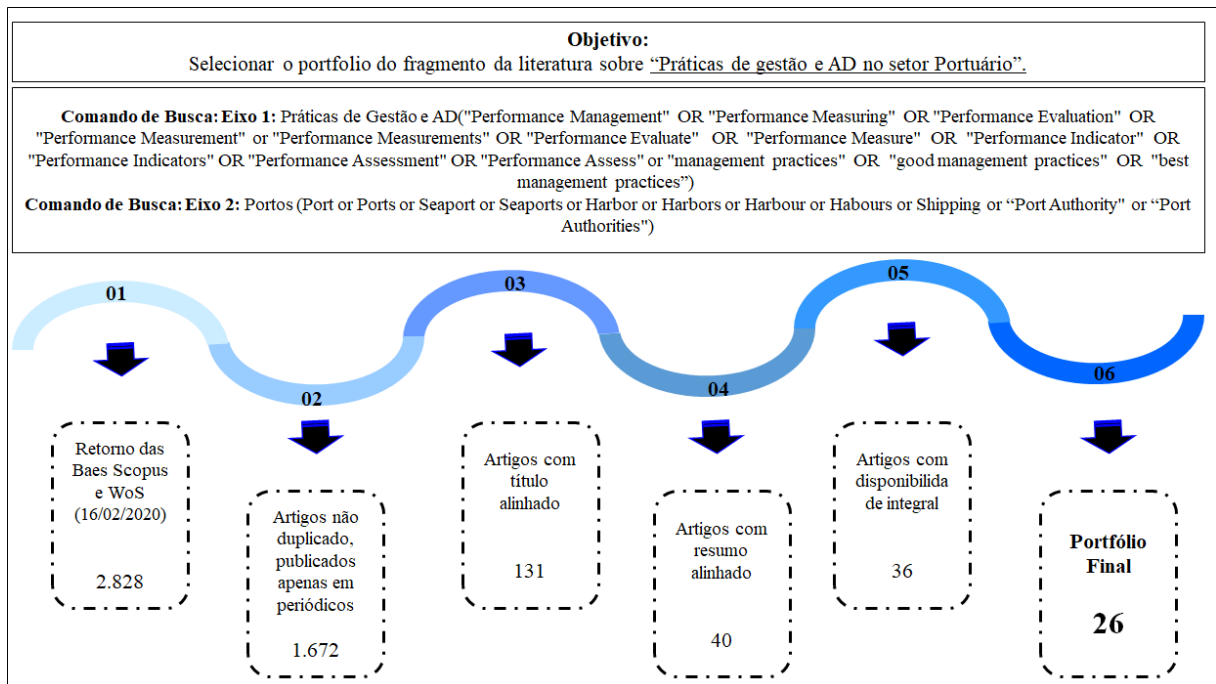 Objetivo:
Selecionar o portfolio do fragmento da literatura sobre “Práticas de gestão e AD no setor Portuário”.
Comando de Busca: Eixo 1: Práticas de Gestão e AD("Performance Management" OR "Performance Measuring" OR "Performance Evaluation" OR
"Performance Measurement" or "Performance Measurements" OR "Performance Evaluate" OR "Performance Measure" OR "Performance Indicator" OR
"Performance Indicators" OR "Performance Assessment" OR "Performance Assess" or "management practices" OR "good management practices" OR "best
management practices”)
Comando de Busca: Eixo 2: Portos (Port or Ports or Seaport or Seaports or Harbor or Harbors or Harbour or Habours or Shipping or “Port Authority" or “Port
Authorities")
01
02
03
04
05
06
Retorno das
Baes Scopus
e WoS
(16/02/2020)
2.828
Artigos não
duplicado,
publicados
apenas em
periódicos
1.672
Artigos com
título
alinhado
131
Artigos com
resumo
alinhado
40
Artigos com
disponibilida
de integral
36
Portfólio
Final
26